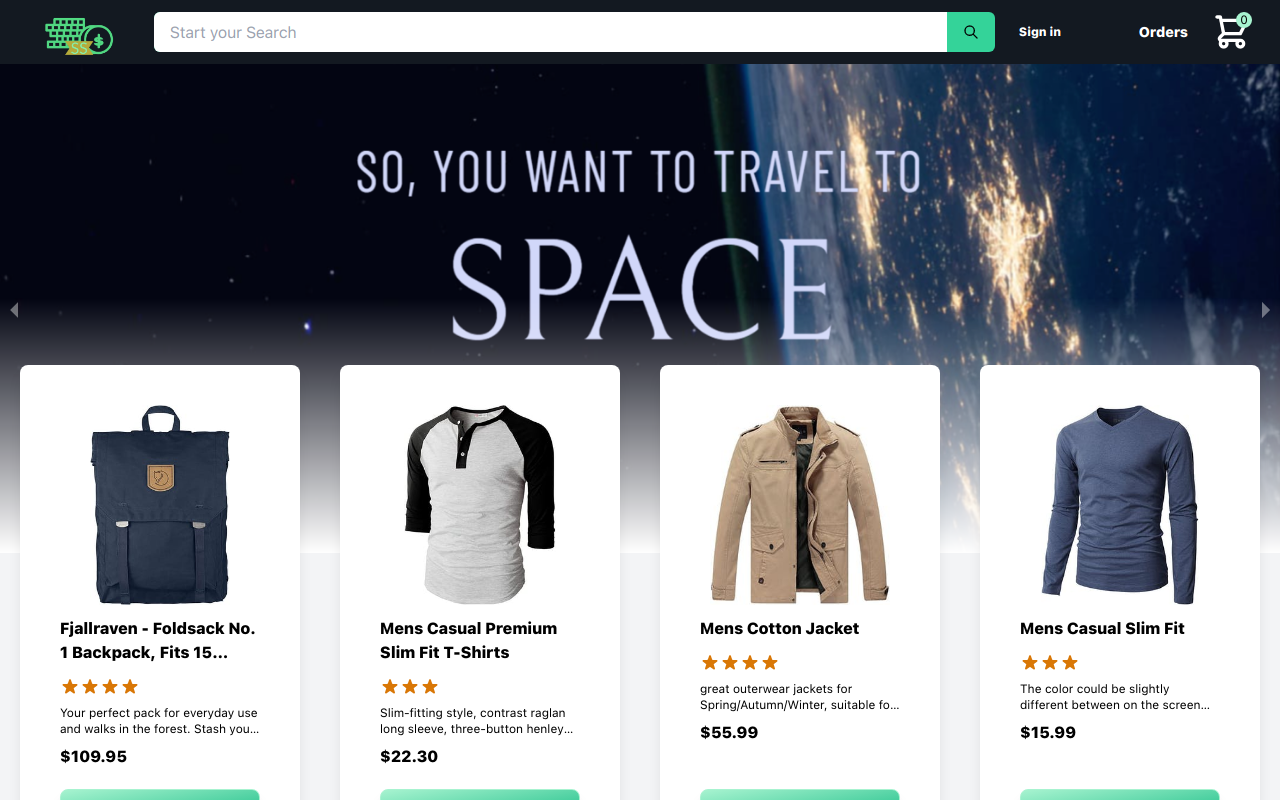 $
SS
Start your Search
Sign in
Orders
0
SO, YOU WANT TO TRAVEL TO
SPACE
Fjallraven - Foldsack No.
1 Backpack, Fits 15...
Your perfect pack for everyday use
and walks in the forest. Stash you...
$109.95
Mens Casual Premium
Slim Fit T-Shirts
Slim-fitting style, contrast raglan
long sleeve, three-button henley...
$22.30
Mens Cotton Jacket
great outerwear jackets for
Spring/Autumn/Winter, suitable fo...
$55.99
Mens Casual Slim Fit
The color could be slightly
different between on the screen...
$15.99